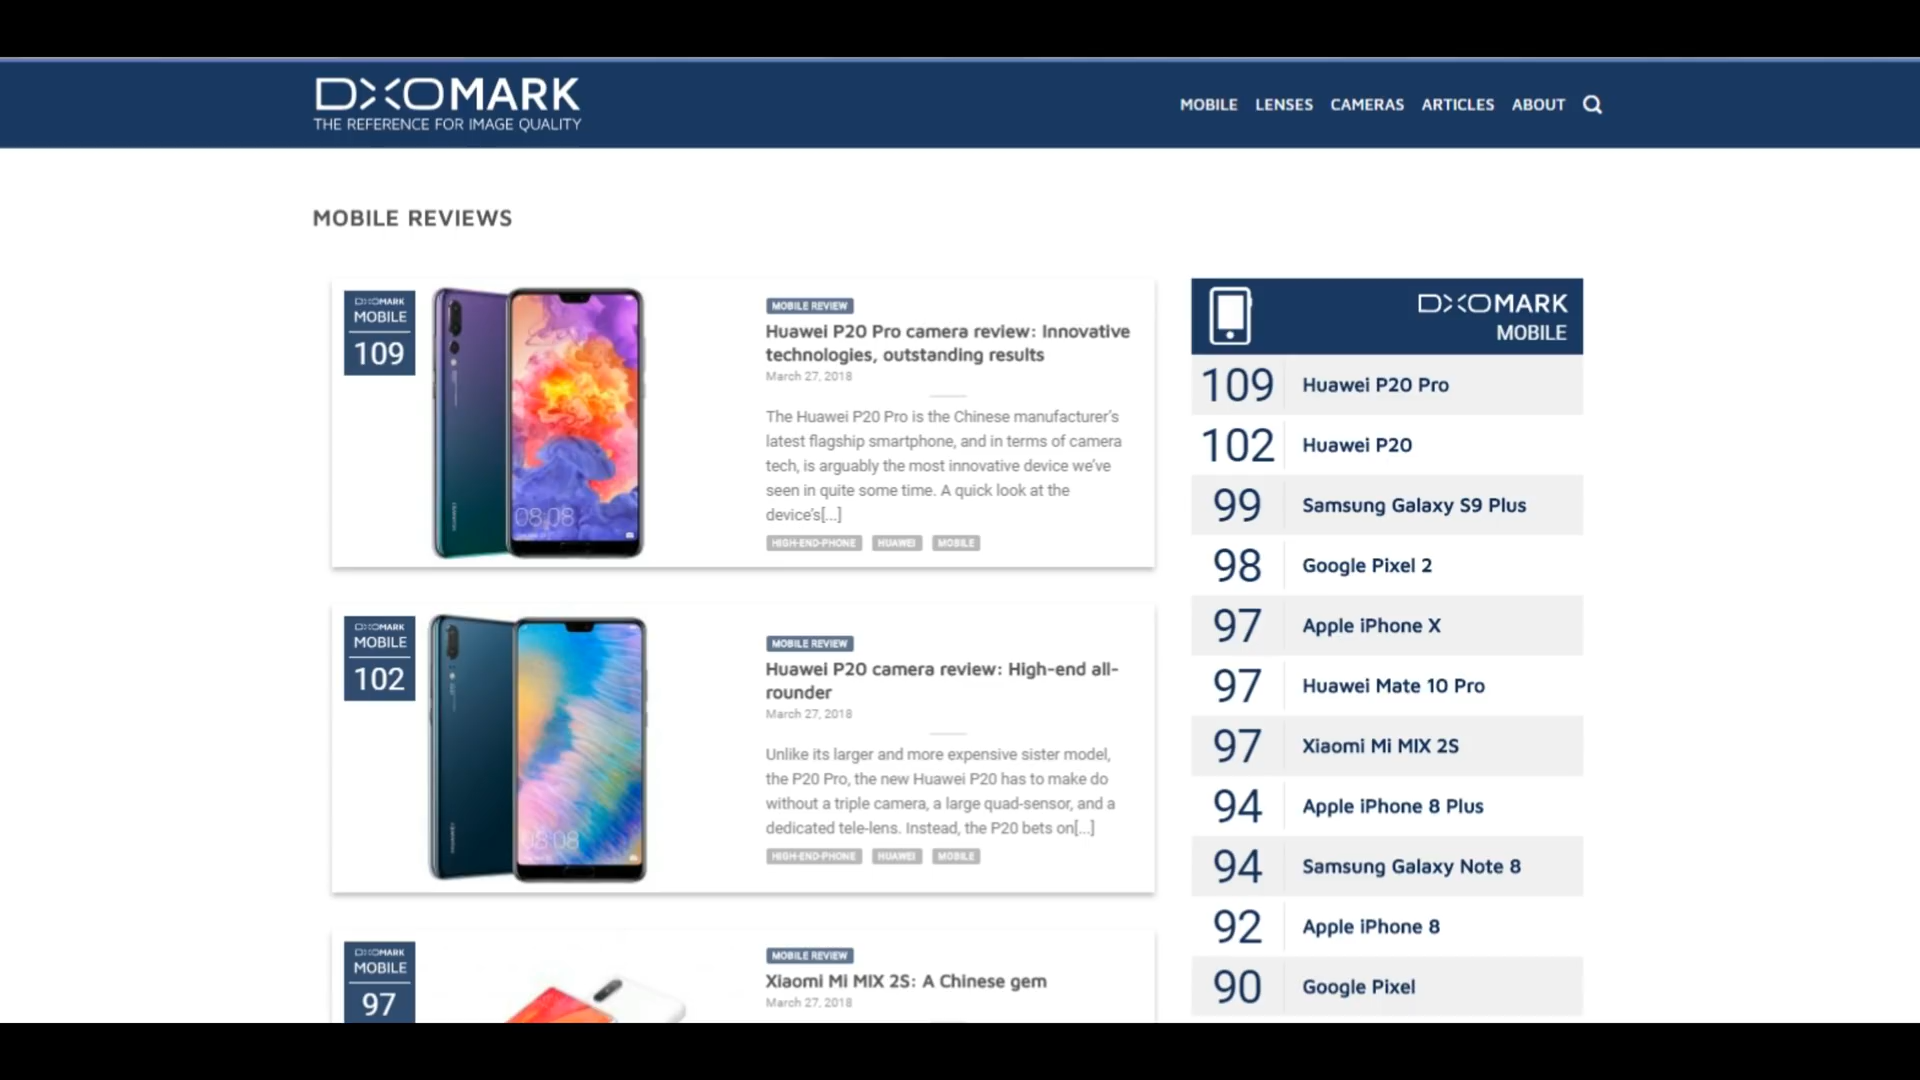 DXOMARK
THE REFERENCE FOR IMAGE QUALITY
MOBILE LENSES CAMERAS ARTICLES ABOUT
MOBILE REVIEWS
DXOMARK
MOBILE
109
08:08
HUAWEI
MOBILE REVIEW
Huawei P20 Pro camera review: Innovative
technologies, outstanding results
March 27, 2018
The Huawei P20 Pro is the Chinese manufacturer's
latest flagship smartphone, and in terms of camera
tech, is arguably the most innovative device we've
seen in quite some time. A quick look at the
device's[...]
HIGH-END-PHONE HUAWEI MOBILE
DXOMARK
MOBILE
102
08:08
HUAWEI
MOBILE REVIEW
Huawei P20 camera review: High-end all-
rounder
March 27, 2018
Unlike its larger and more expensive sister model,
the P20 Pro, the new Huawei P20 has to make do
without a triple camera, a large quad-sensor, and a
dedicated tele-lens. Instead, the P20 bets on[...]
HIGH-END-PHONE HUAWEI MOBILE
DXOMARK
MOBILE
97
MOBILE REVIEW
Xiaomi Mi MIX 2S: A Chinese gem
March 27, 2018
DXOMARK
MOBILE
109 Huawei P20 Pro
102 Huawei P20
99 Samsung Galaxy S9 Plus
98 Google Pixel 2
97 Apple iPhone X
97 Huawei Mate 10 Pro
97 Xiaomi Mi MIX 2S
94 Apple iPhone 8 Plus
94 Samsung Galaxy Note 8
92 Apple iPhone 8
90 Google Pixel